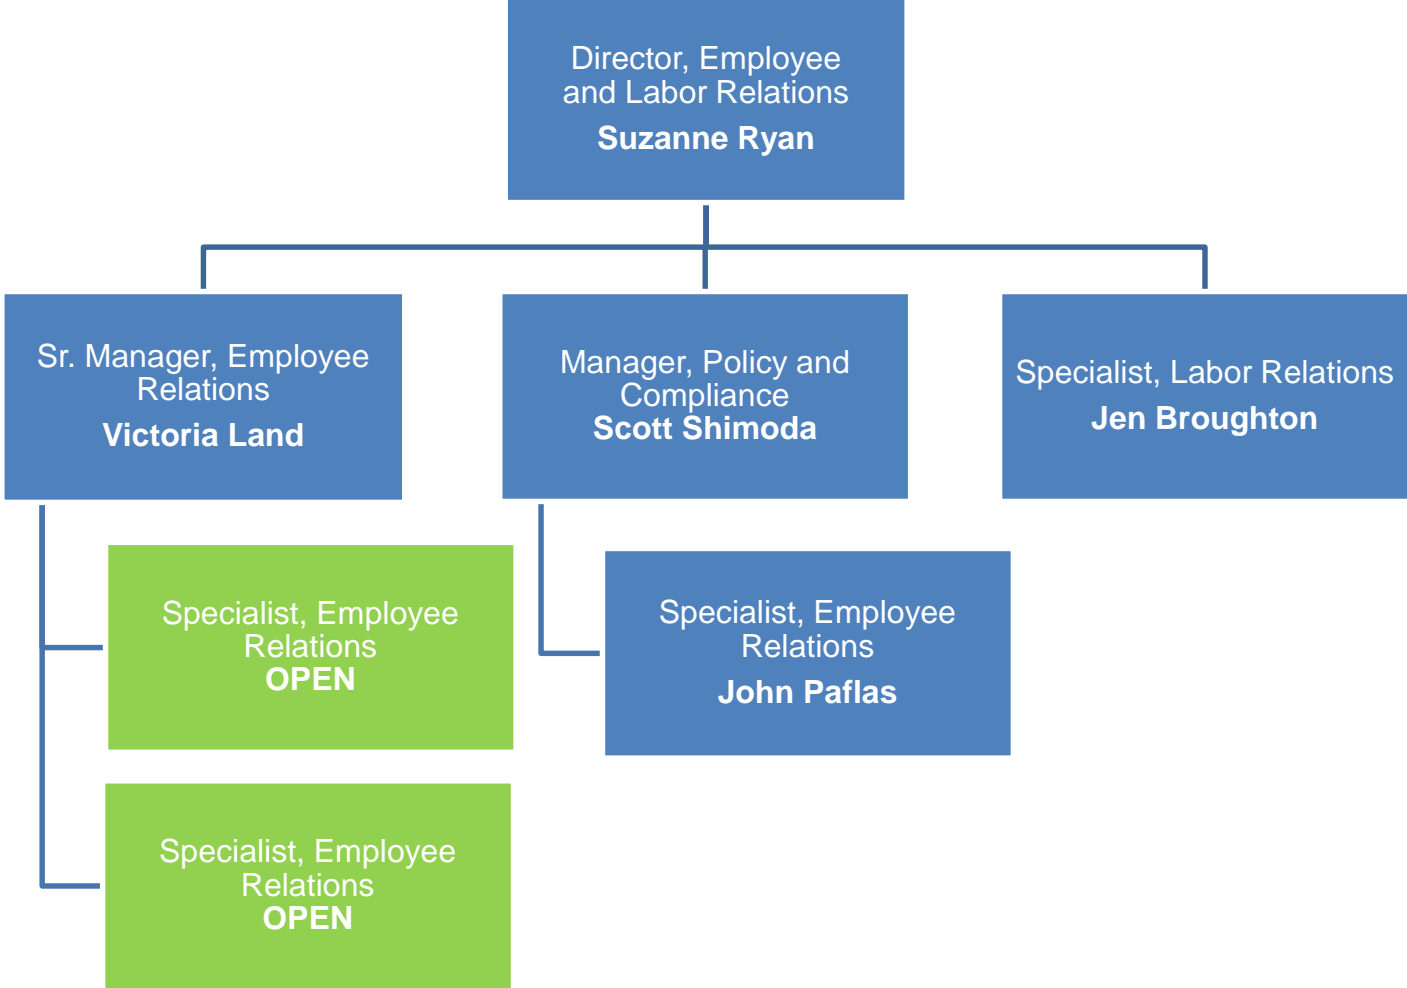 Director, Employee
and Labor Relations
Suzanne Ryan
Sr. Manager, Employee
Relations
Victoria Land
Manager, Policy and
Compliance
Scott Shimoda
Specialist, Labor Relations
Jen Broughton
Specialist, Employee
Relations
OPEN
Specialist, Employee
Relations
John Paflas
Specialist, Employee
Relations
OPEN